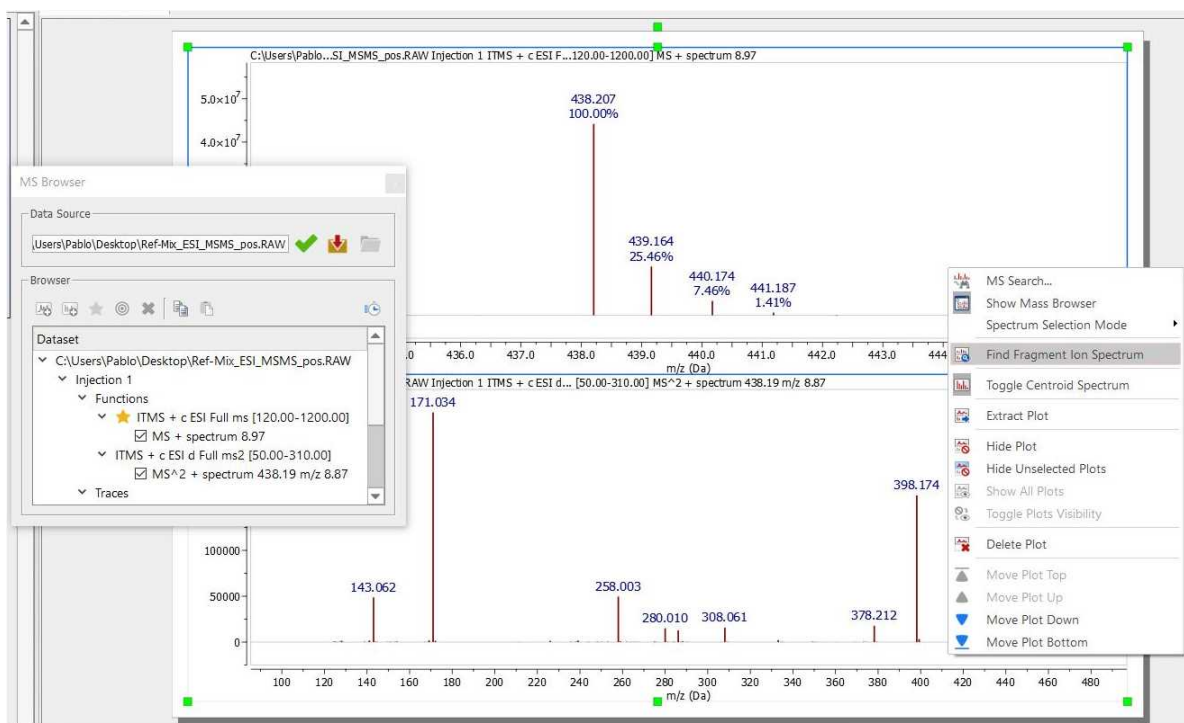 C:\Users\Pablo...SI_MSMS_pos.RAW Injection 1 ITMS + c ESI F...120.00-1200.00] MS + spectrum 8.97
5.0×10⁷
4.0×10⁷
438.207
100.00%
439.164
25.46%
440.174
7.46%
441.187
1.41%
.0 436.0 437.0 438.0 439.0 440.0 441.0 442.0 443.0 444
m/z (Da)
MS Browser
Data Source
,Users\Pablo\Desktop\Ref-Mix_ESI_MSMS_pos.RAW
Browser
Dataset
C:\Users\Pablo\Desktop\Ref-Mix_ESI_MSMS_pos.RAW
Injection 1
Functions
ITMS + c ESI Full ms [120.00-1200.00]
MS + spectrum 8.97
ITMS + c ESI d Full ms2 [50.00-310.00]
MS^2 + spectrum 438.19 m/z 8.87
Traces
RAW Injection 1 ITMS + c ESI d... [50.00-310.00] MS^2 + spectrum 438.19 m/z 8.87
171.034
398.174
143.062
258.003
280.010
308.061
378.212
100000
50000
0
100 120 140 160 180 200 220 240 260 280 300 320 340 360 380 400 420 440 460 480
m/z (Da)
MS Search...
Show Mass Browser
Spectrum Selection Mode
Find Fragment Ion Spectrum
Toggle Centroid Spectrum
Extract Plot
Hide Plot
Hide Unselected Plots
Show All Plots
Toggle Plots Visibility
Delete Plot
Move Plot Top
Move Plot Up
Move Plot Down
Move Plot Bottom